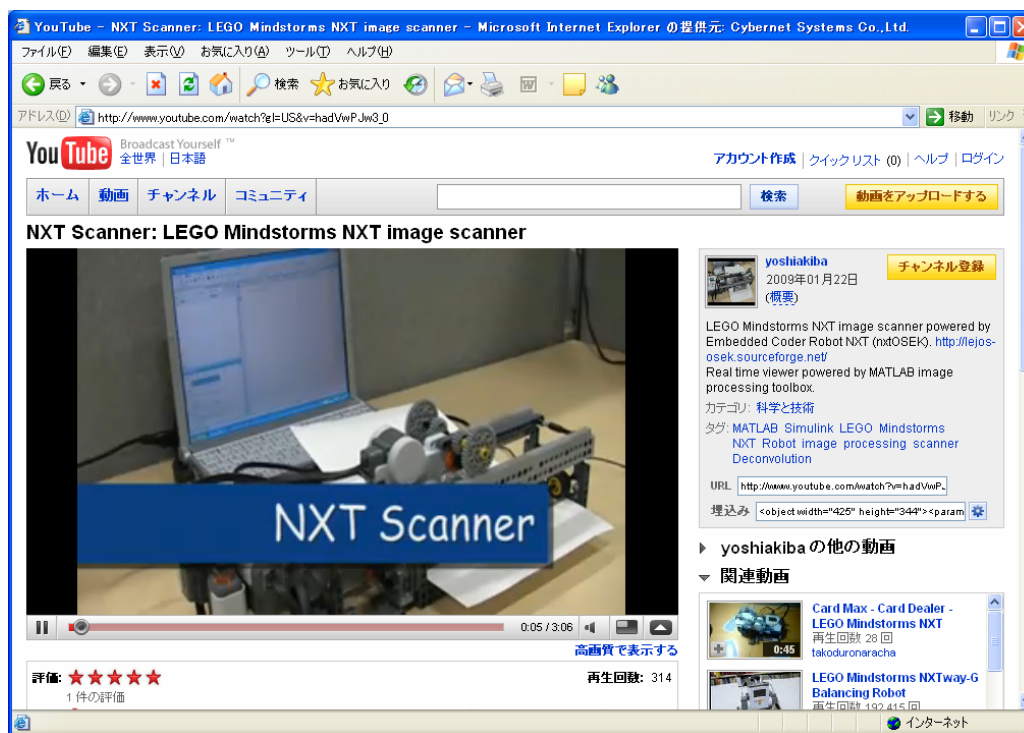 YouTube - NXT Scanner: LEGO Mindstorms NXT image scanner - Microsoft Internet Explorer の提供元: Cybernet Systems Co.,Ltd.
ファイル(F) 編集(E) 表示(V) お気に入り(A) ツール(T) ヘルプ(H)
戻る 検索 お気に入り
アドレス(D) http://www.youtube.com/watch?gl=US&v=hadVwPJw3_0 移動 リンク
YouTube Broadcast Yourself ™
全世界 | 日本語
アカウント作成 | クイックリスト (0) | ヘルプ | ログイン
ホーム 動画 チャンネル コミュニティ 検索 動画をアップロードする
NXT Scanner: LEGO Mindstorms NXT image scanner
NXT Scanner
0:05 / 3:06
高画質で表示する
評価: 再生回数: 314
1 件の評価
yoshiakiba チャンネル登録
2009年01月22日
(概要)
LEGO Mindstorms NXT image scanner powered by
Embedded Coder Robot NXT (nxtOSEK). http://lejos-
osek.sourceforge.net/
Real time viewer powered by MATLAB image
processing toolbox.
カテゴリ: 科学と技術
タグ: MATLAB Simulink LEGO Mindstorms
NXT Robot image processing scanner
Deconvolution
URL http://www.youtube.com/watch?v=hadVwP
埋込み <object width="425" height="344"><param
yoshiakiba の他の動画
関連動画
Card Max - Card Dealer -
LEGO Mindstorms NXT
再生回数 28 回
takoduronaracha
0:45
LEGO Mindstorms NXTway-G
Balancing Robot
再生回数 192,415 回
インターネット